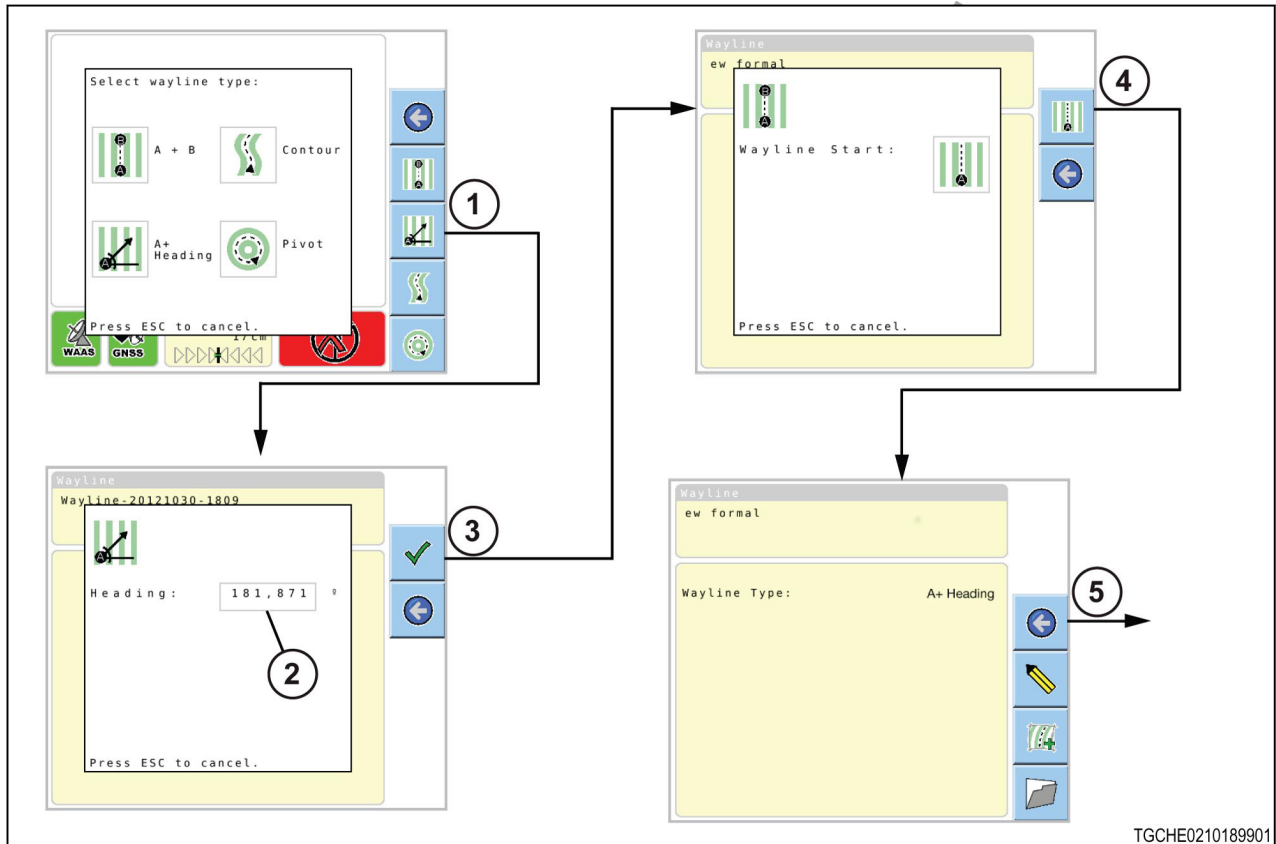 Select wayline type:
B
A
A + B
Contour
A
A+
Heading
Pivot
Press ESC to cancel.
WAAS
GNSS
17cm
B
A
A
1
Wayline
Wayline-20121030-1809
A
Heading: 181,871 º
2
Press ESC to cancel.
3
Wayline
ew formal
B
A
Wayline Start:
A
Press ESC to cancel.
A
4
Wayline
ew formal
Wayline Type: A+ Heading
5
TGCHE0210189901